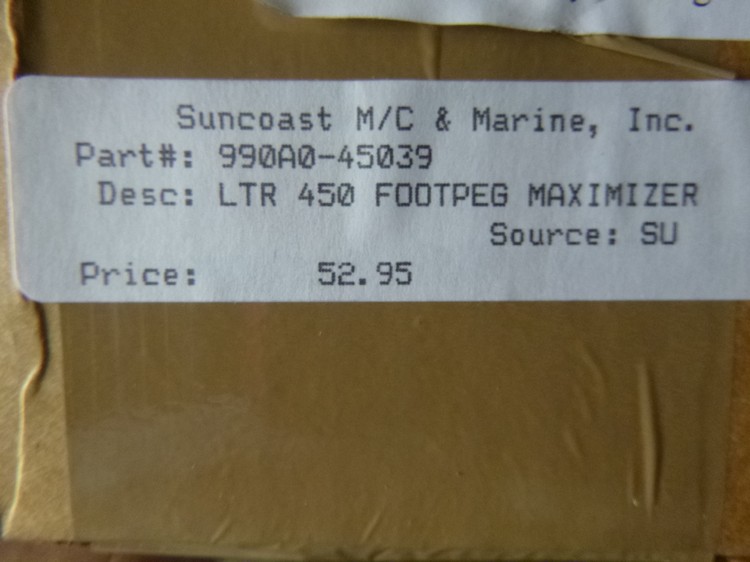 Suncoast M/C & Marine, Inc.
Part#: 990A0-45039
Desc: LTR 450 FOOTPEG MAXIMIZER
Source: SU
Price: 52.95